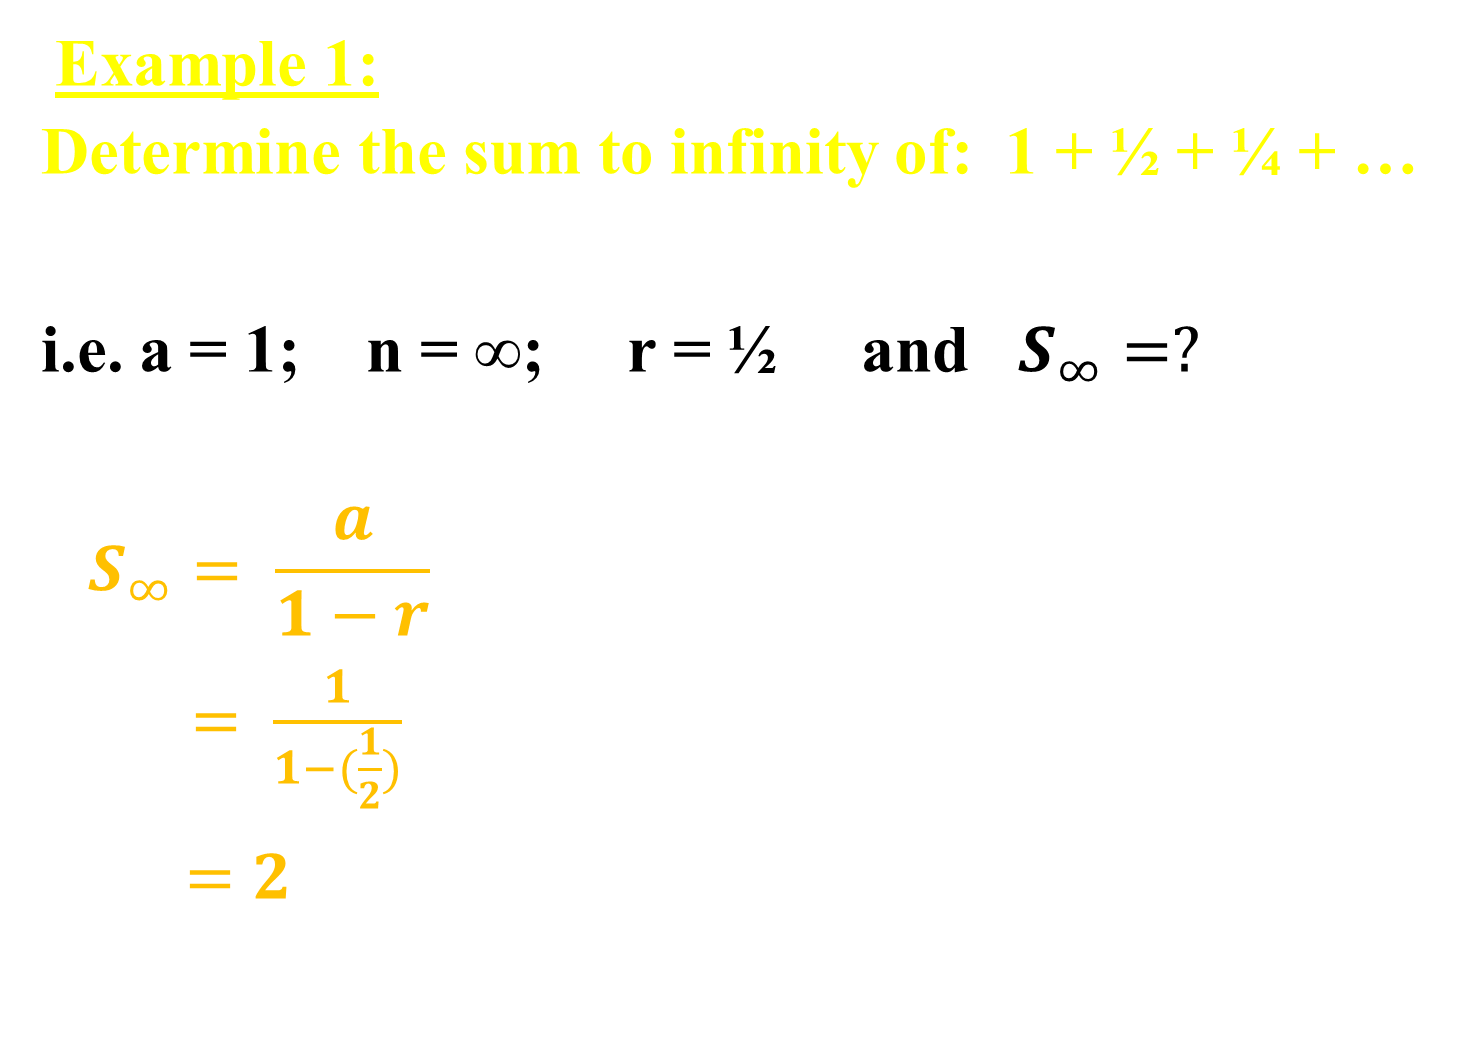 Example 1:
Determine the sum to infinity of: 1 + ½ + ¼ + …
i.e. a = 1; n = ∞; r = ½ and S∞ =?
S∞ = a / (1 − r)
= 1 / (1−(1/2))
= 2